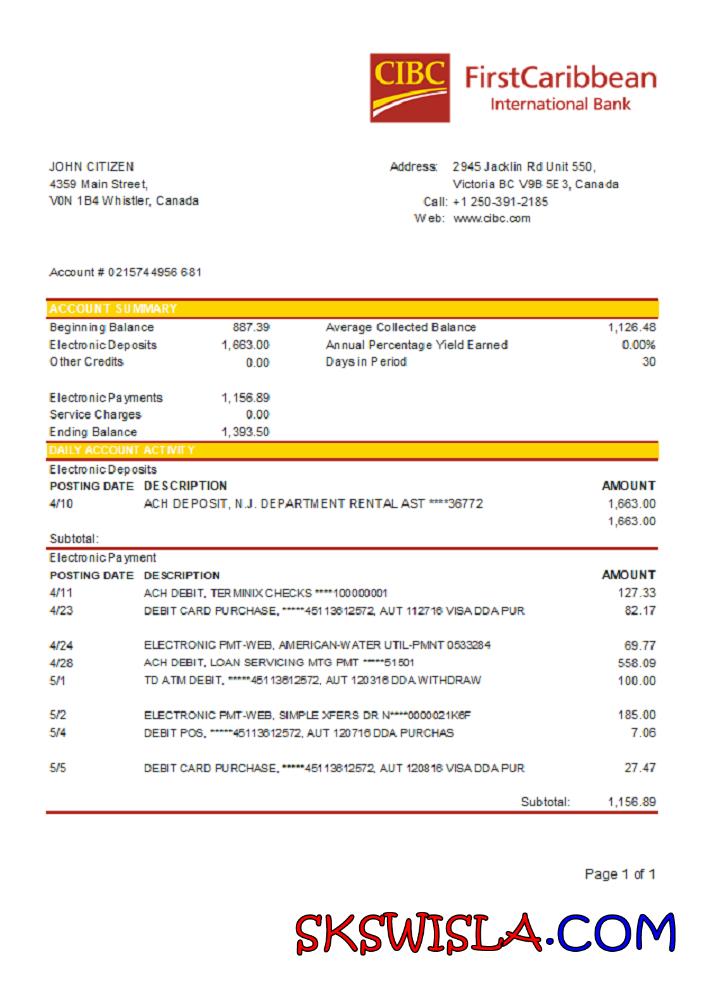 CIBC FirstCaribbean
International Bank
JOHN CITIZEN
4359 Main Street,
V0N 1B4 Whistler, Canada
Address: 2945 Jacklin Rd Unit 550,
Victoria BC V9B 5E3, Canada
Call: +1 250-391-2185
Web: www.cibc.com
Account # 0215744956 681
ACCOUNT SUMMARY
Beginning Balance 887.39 Average Collected Balance 1,126.48
Electronic Deposits 1,663.00 Annual Percentage Yield Earned 0.00%
Other Credits 0.00 Days in Period 30
Electronic Payments 1,156.89
Service Charges 0.00
Ending Balance 1,393.50
DAILY ACCOUNT ACTIVITY
Electronic Deposits
POSTING DATE DESCRIPTION AMOUNT
4/10 ACH DEPOSIT, N.J. DEPARTMENT RENTAL AST ****36772 1,663.00
1,663.00
Subtotal:
Electronic Payment
POSTING DATE DESCRIPTION AMOUNT
4/11 ACH DEBIT, TERMINIX CHECKS ****100000001 127.33
4/23 DEBIT CARD PURCHASE, *****45113612572, AUT 112716 VISA DDA PUR 82.17
4/24 ELECTRONIC PMT-WEB, AMERICAN-WATER UTIL-PMNT 0533284 69.77
4/28 ACH DEBIT, LOAN SERVICING MTG PMT *****51501 558.09
5/1 TD ATM DEBIT, *****45113612572, AUT 120316 DDA WITHDRAW 100.00
5/2 ELECTRONIC PMT-WEB, SIMPLE XFERS DR N****0000021K6F 185.00
5/4 DEBIT POS, *****45113612572, AUT 120716 DDA PURCHAS 7.06
5/5 DEBIT CARD PURCHASE, *****45113612572, AUT 120816 VISA DDA PUR 27.47
Subtotal: 1,156.89
Page 1 of 1
SKSWISLA.COM